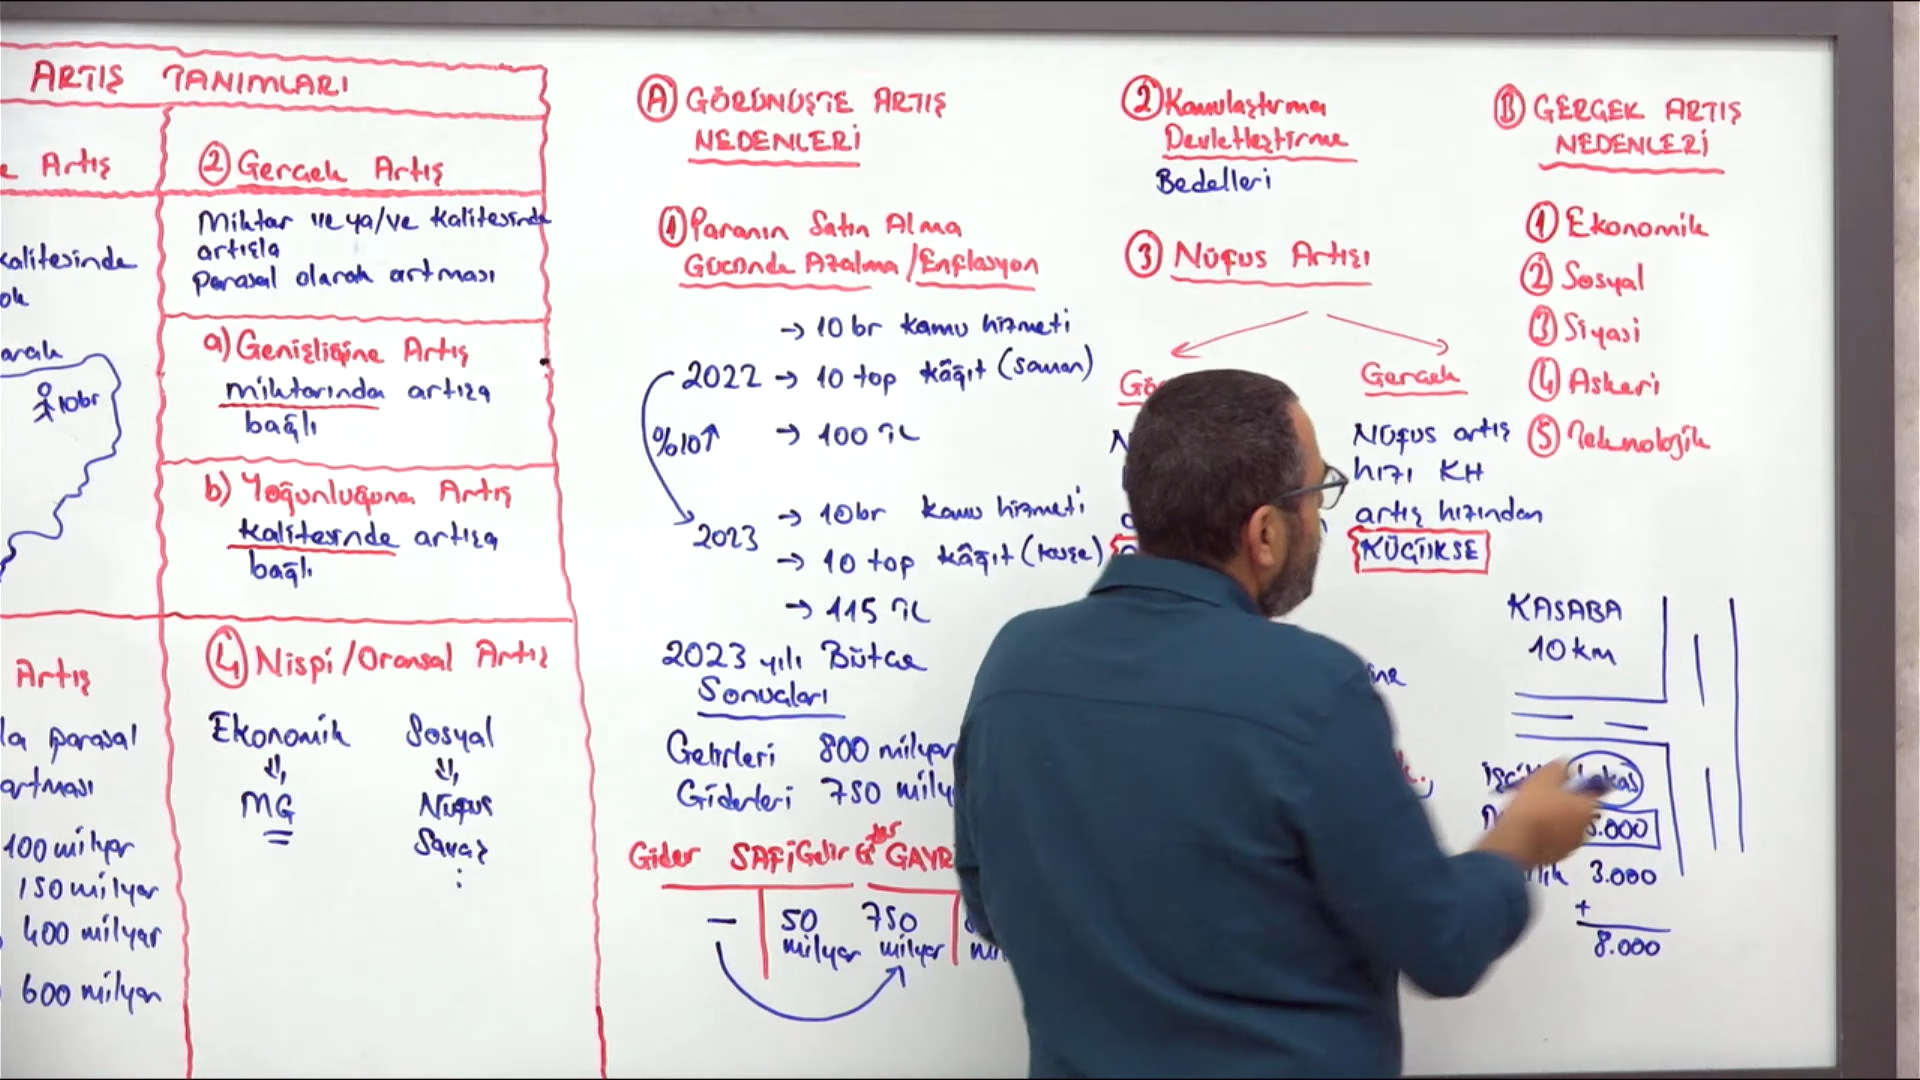 ARTIŞ TANIMLARI
Artış
② Gerçek Artış
kalitesinde
Miktar ve ya/ve kalitesinde
artışla
parasal olarak artması
a) Genişliğine Artış
miktarında artışa
bağlı
10br
b) Yoğunluğuna Artış
kalitesinde artışa
bağlı
Artış
④ Nispi/Oransal Artış
parasal
artması
100 milyar
150 milyar
400 milyar
600 milyar
Ekonomik Sosyal
MG Nüfus
Savaş
:
Ⓐ GÖRÜNÜŞTE ARTIŞ
NEDENLERİ
① Paranın Satın Alma
Gücünde Azalma/Enflasyon
→ 10 br kamu hizmeti
2022 → 10 top kâğıt (saman)
→ 100 TL
%10↑
→ 10br kamu hizmeti
2023
→ 10 top kâğıt (kuşe)
→ 115 TL
2023 yılı Bütçe
Sonuçları
Gelirleri 800 milyar
Giderleri 750
Gider SAFİ Gelir
— 50 750
milyar milyar
② Kamulaştırma
Devletleştirme
Bedelleri
③ Nüfus Artışı
Gerçek
Nüfus artış
hızı KH
artış hızından
KÜÇÜKSE
Ⓑ GERÇEK ARTIŞ
NEDENLERİ
① Ekonomik
② Sosyal
③ Siyasi
④ Askeri
⑤ Teknolojik
KASABA
10 km
3.000
+
8.000